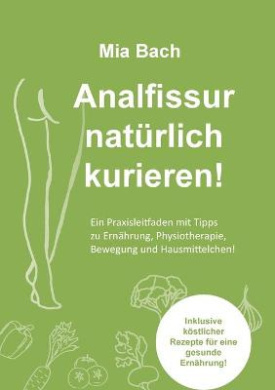 Mia Bach
Analfissur
natürlich
kurieren!
Ein Praxisleitfaden mit Tipps
zu Ernährung, Physiotherapie,
Bewegung und Hausmittelchen!
Inklusive
köstlicher
Rezepte für eine
gesunde
Ernährung!